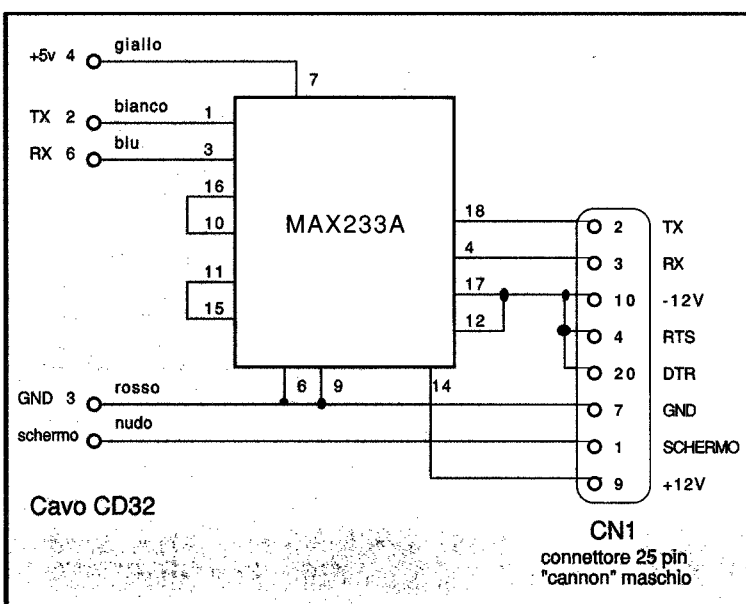 +5v 4 giallo
7
TX 2 bianco 1
RX 6 blu 3
16
10
11
15
MAX233A
18
4
17
12
2 TX
3 RX
10 -12V
4 RTS
20 DTR
7 GND
1 SCHERMO
9 +12V
6 9 14
GND 3 rosso
schermo nudo
Cavo CD32
CN1
connettore 25 pin
"cannon" maschio